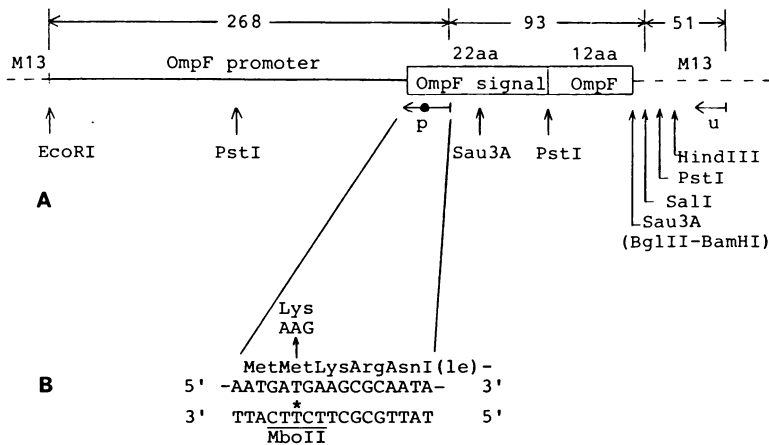 268 93 51
22aa 12aa
M13 OmpF promoter M13
OmpF signal OmpF
p u
EcoRI PstI Sau3A PstI HindIII
PstI
A SalI
Sau3A
(BglII-BamHI)
Lys
AAG
MetMetLysArgAsnI(le)-
B 5' -AATGATGAAGCGCAATA- 3'
*
3' TTACTTCTTCGCGTTAT 5'
MboII